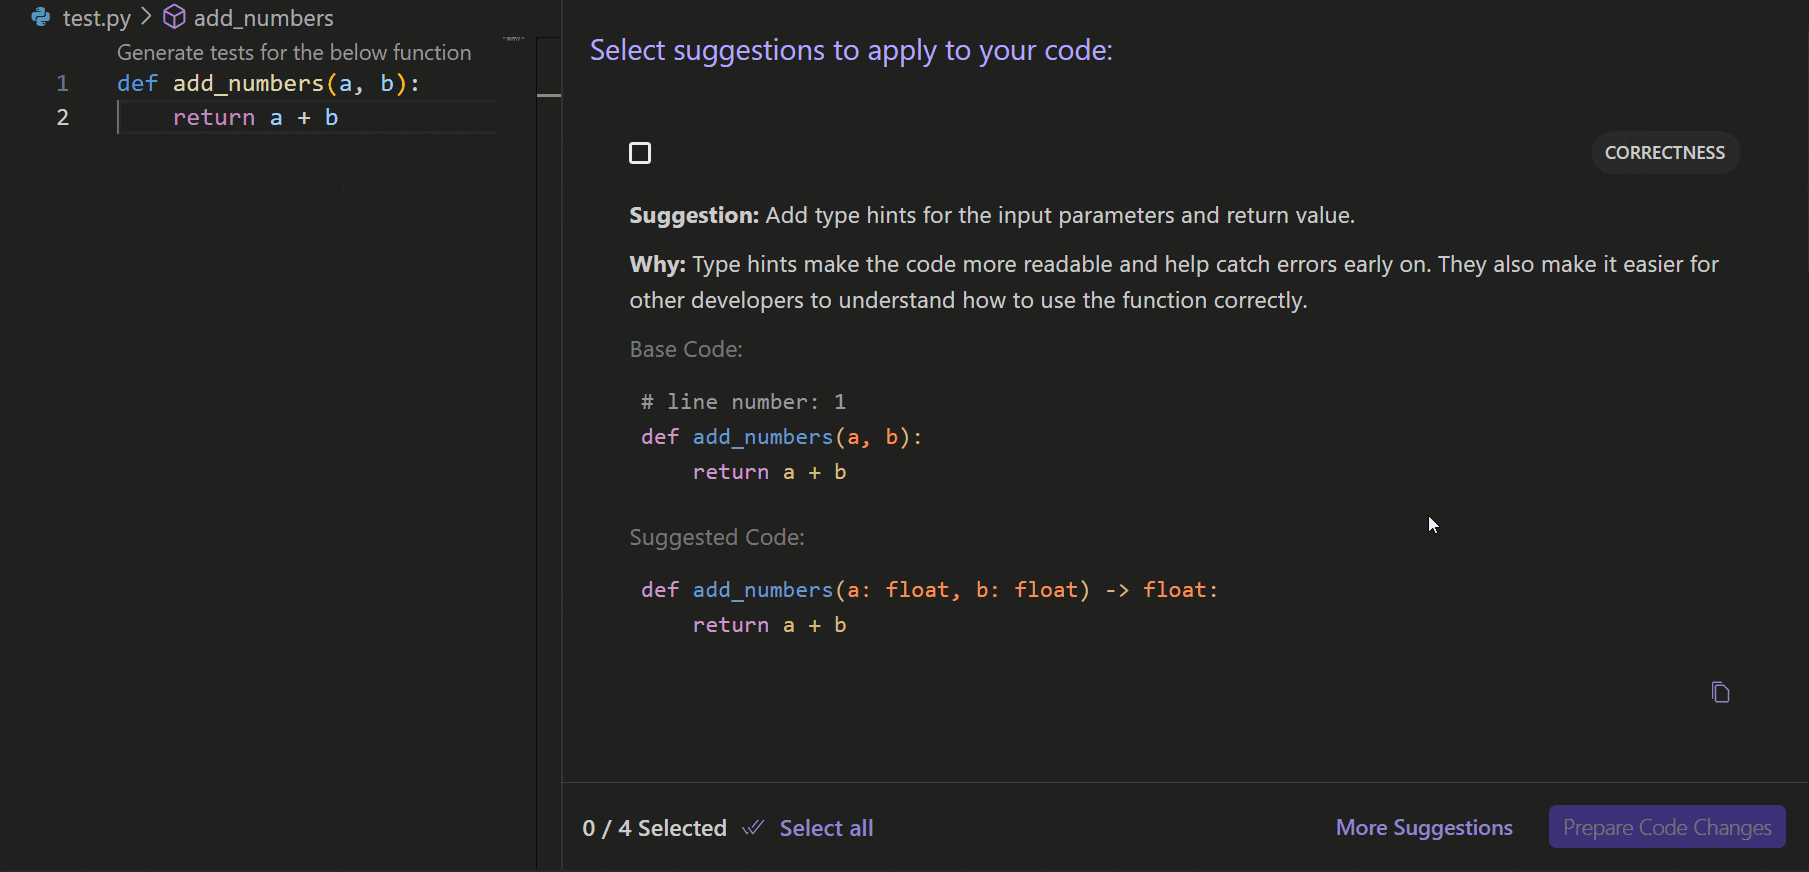 test.py > add_numbers
Generate tests for the below function
1 def add_numbers(a, b):
2     return a + b
Select suggestions to apply to your code:
CORRECTNESS
Suggestion: Add type hints for the input parameters and return value.
Why: Type hints make the code more readable and help catch errors early on. They also make it easier for
other developers to understand how to use the function correctly.
Base Code:
# line number: 1
def add_numbers(a, b):
    return a + b
Suggested Code:
def add_numbers(a: float, b: float) -> float:
    return a + b
0 / 4 Selected Select all More Suggestions Prepare Code Changes